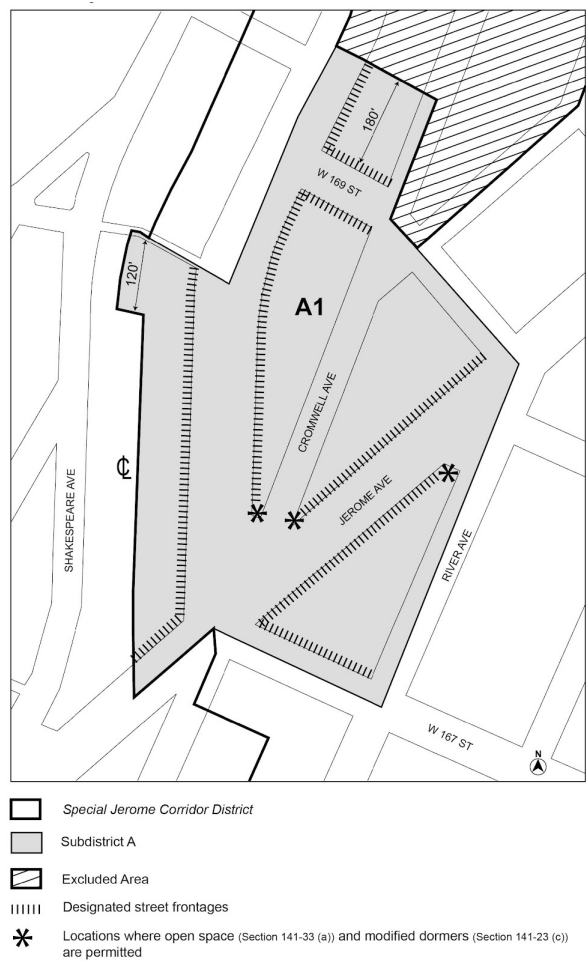 180'
W 169 ST
120'
A1
CROMWELL AVE
JEROME AVE
SHAKESPEARE AVE
RIVER AVE
W 167 ST
N
Special Jerome Corridor District
Subdistrict A
Excluded Area
Designated street frontages
Locations where open space (Section 141-33 (a)) and modified dormers (Section 141-23 (c))
are permitted